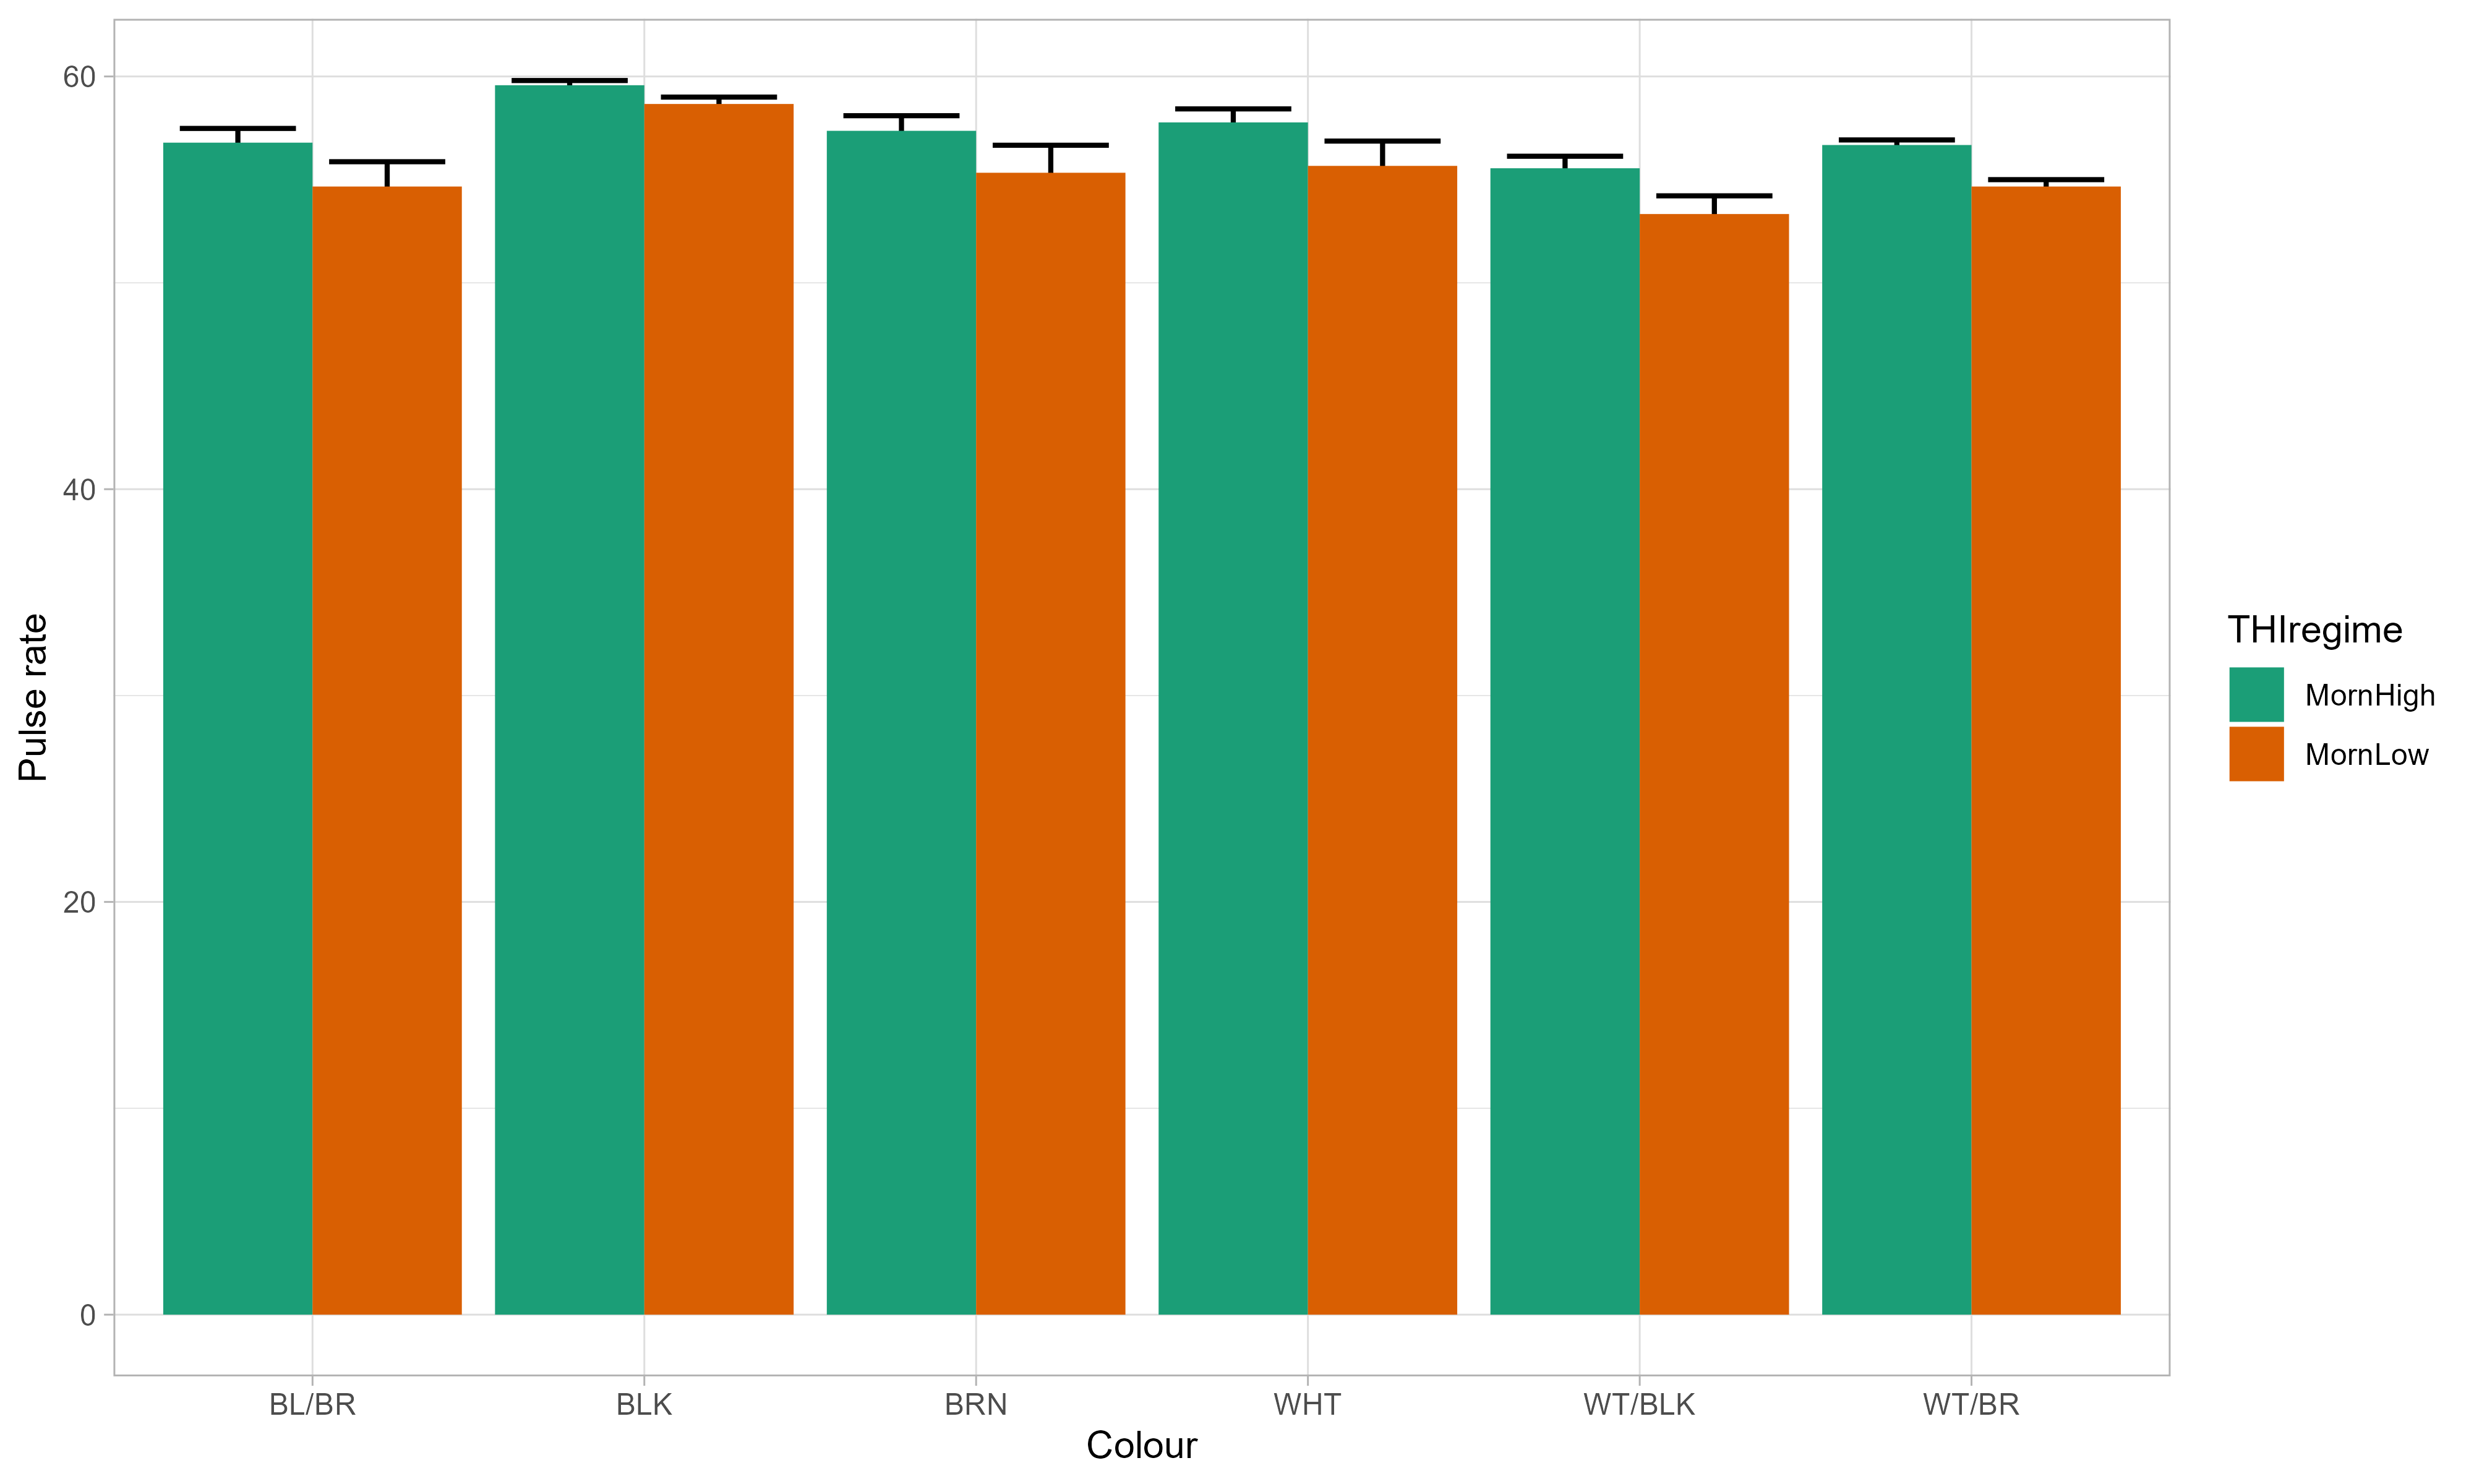 60
40
20
0
Pulse rate
BL/BR BLK BRN WHT WT/BLK WT/BR
Colour
THIregime
MornHigh
MornLow